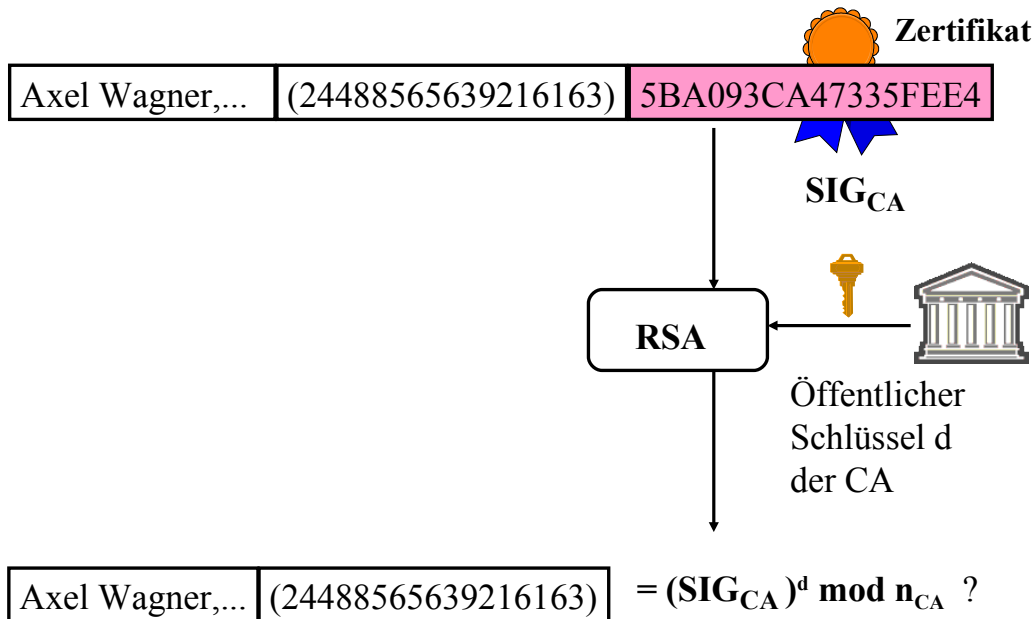 Zertifikat
Axel Wagner,... (24488565639216163) 5BA093CA47335FEE4
SIG_CA
RSA
Öffentlicher
Schlüssel d
der CA
Axel Wagner,... (24488565639216163) = (SIG_CA)^d mod n_CA ?